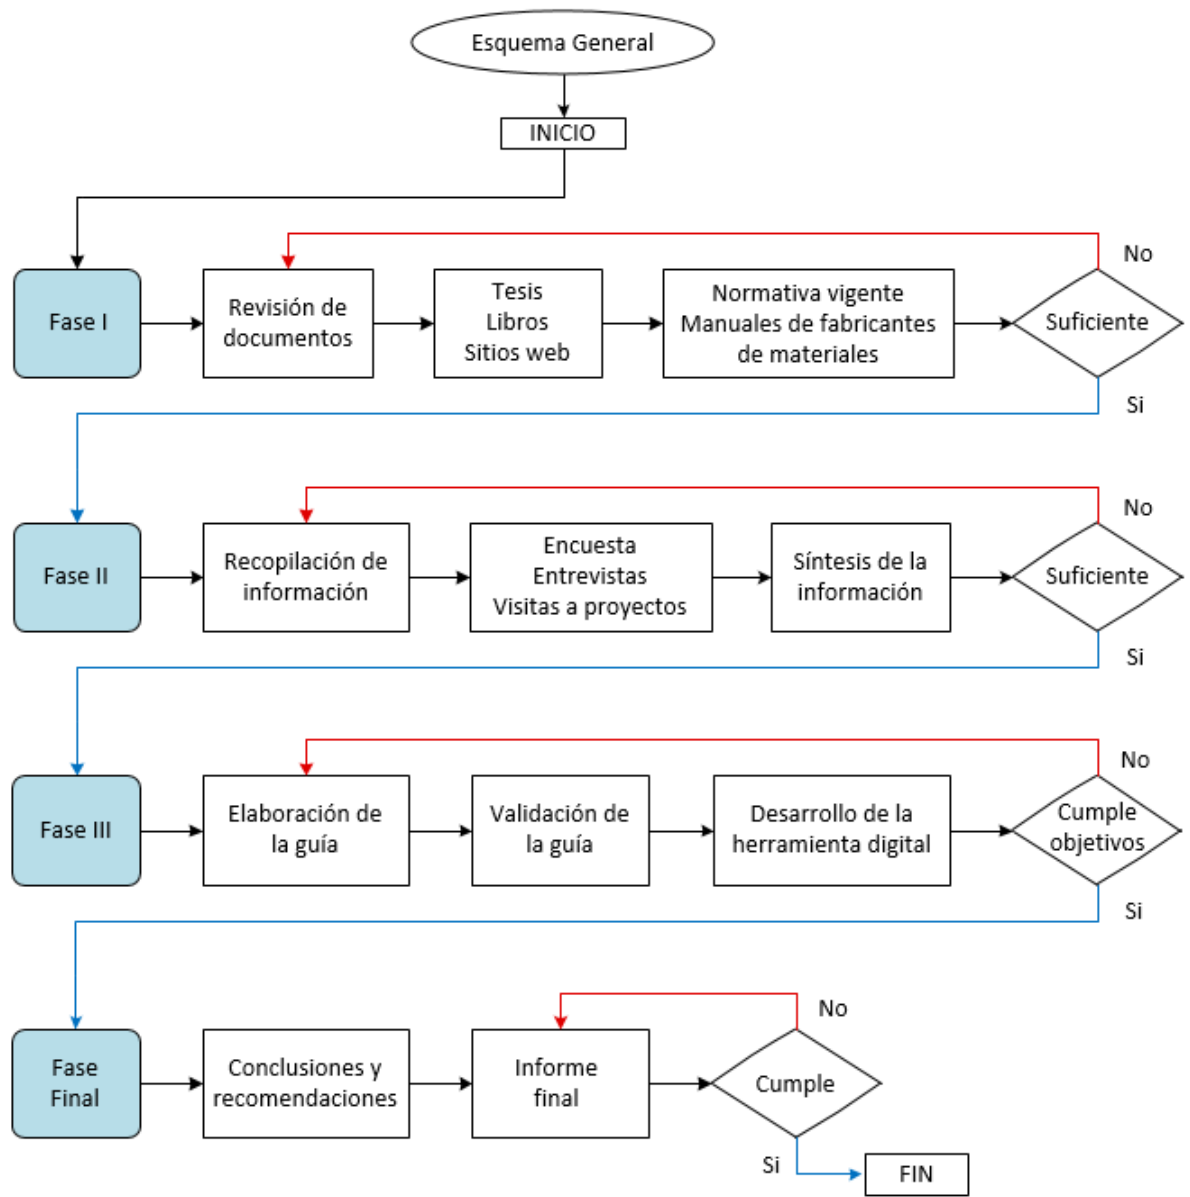 Esquema General
INICIO
No
Fase I
Revisión de
documentos
Tesis
Libros
Sitios web
Normativa vigente
Manuales de fabricantes
de materiales
Suficiente
Si
No
Fase II
Recopilación de
información
Encuesta
Entrevistas
Visitas a proyectos
Síntesis de la
información
Suficiente
Si
No
Fase III
Elaboración de
la guía
Validación de
la guía
Desarrollo de la
herramienta digital
Cumple
objetivos
Si
No
Fase
Final
Conclusiones y
recomendaciones
Informe
final
Cumple
Si
FIN